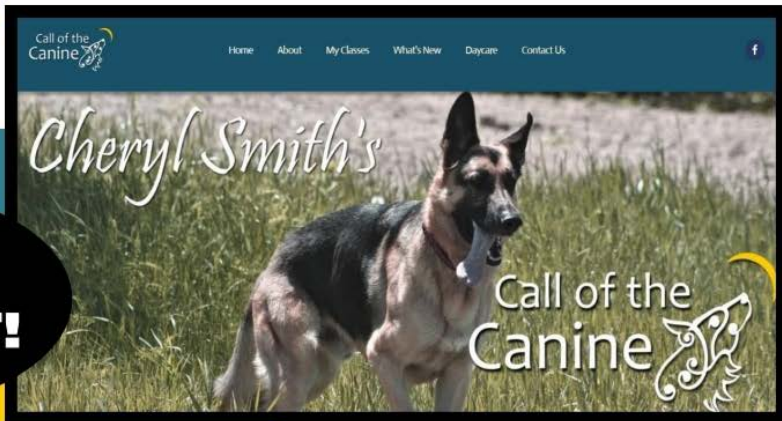 Call of the
Canine
Home About My Classes What's New Daycare Contact Us
f
Cheryl Smith's
Call of the
Canine
!